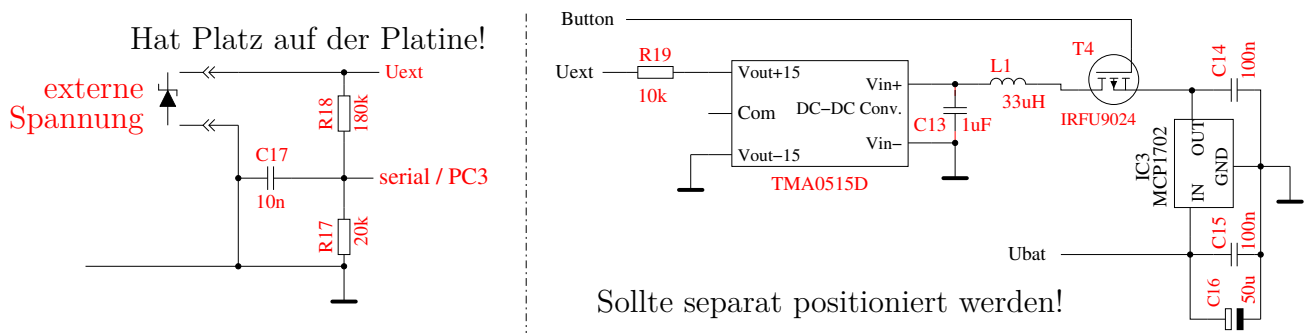 Hat Platz auf der Platine!
externe
Spannung
Uext
R18
180k
C17
10n
serial / PC3
R17
20k
Button
Uext
R19
10k
Vout+15
Com
Vout−15
Vin+
DC−DC Conv.
Vin−
TMA0515D
C13
1uF
L1
33uH
T4
IRFU9024
C14
100n
IC3
MCP1702
OUT
GND
IN
Ubat
C15
100n
C16
50u
Sollte separat positioniert werden!